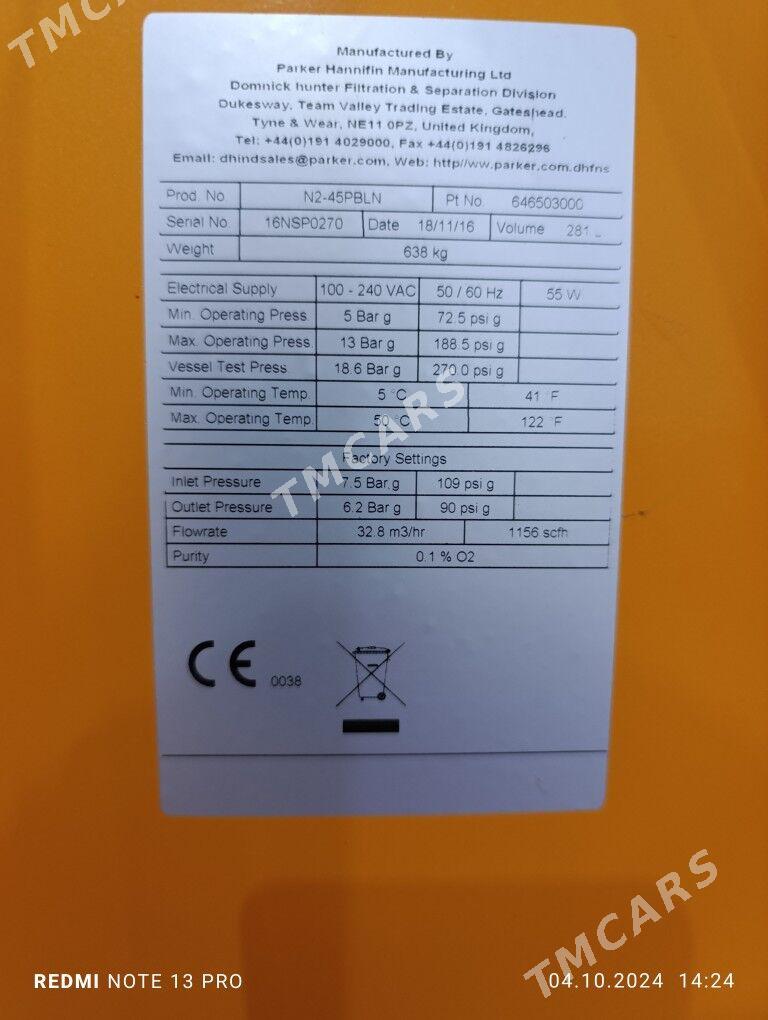 TMCARS
Manufactured By
Parker Hannifin Manufacturing Ltd
Domnick hunter Filtration & Separation Division
Dukesway, Team Valley Trading Estate, Gateshead.
Tyne & Wear, NE11 0PZ, United Kingdom,
Tel: +44(0)191 4029000, Fax +44(0)191 4826296
Email: dhindsales@parker.com, Web: http//ww.parker.com.dhfns
Prod. No. N2-45PBLN Pt No. 646503000
Serial No. 16NSP0270 Date 18/11/16 Volume 281 L
Weight 638 kg
Electrical Supply 100 - 240 VAC 50 / 60 Hz 55 W
Min. Operating Press 5 Bar g 72.5 psi g
Max. Operating Press 13 Bar g 188.5 psi g
Vessel Test Press 18.6 Bar g 270.0 psi g
Min. Operating Temp. 5 °C 41 °F
Max. Operating Temp. 50 °C 122 °F
TMCARS
Factory Settings
Inlet Pressure 7.5 Bar.g 109 psi g
Outlet Pressure 6.2 Bar g 90 psi g
Flowrate 32.8 m3/hr 1156 scfh
Purity 0.1 % O2
CE 0038
TMCARS
REDMI NOTE 13 PRO 04.10.2024 14:24